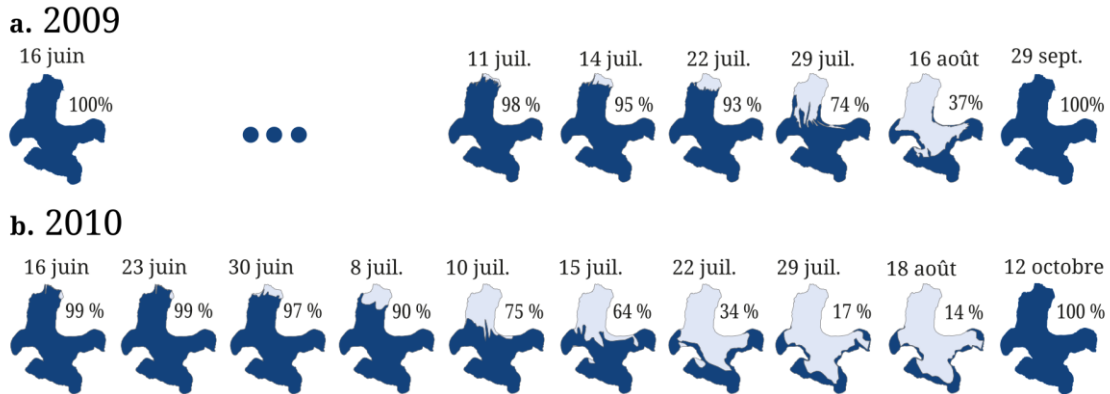 a. 2009
16 juin 11 juil. 14 juil. 22 juil. 29 juil. 16 août 29 sept.
100% 98 % 95 % 93 % 74 % 37% 100%
b. 2010
16 juin 23 juin 30 juin 8 juil. 10 juil. 15 juil. 22 juil. 29 juil. 18 août 12 octobre
99 % 99 % 97 % 90 % 75 % 64 % 34 % 17 % 14 % 100 %